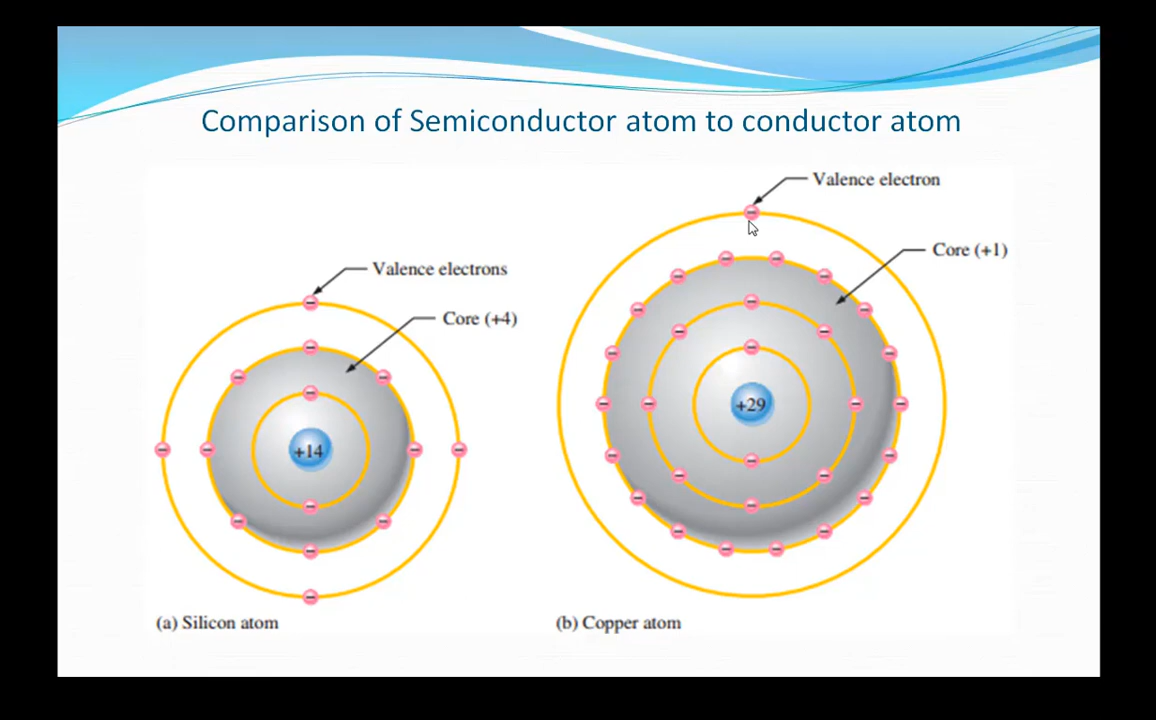 Comparison of Semiconductor atom to conductor atom
Valence electron
Core (+1)
Valence electrons
Core (+4)
+29
+14
(a) Silicon atom
(b) Copper atom